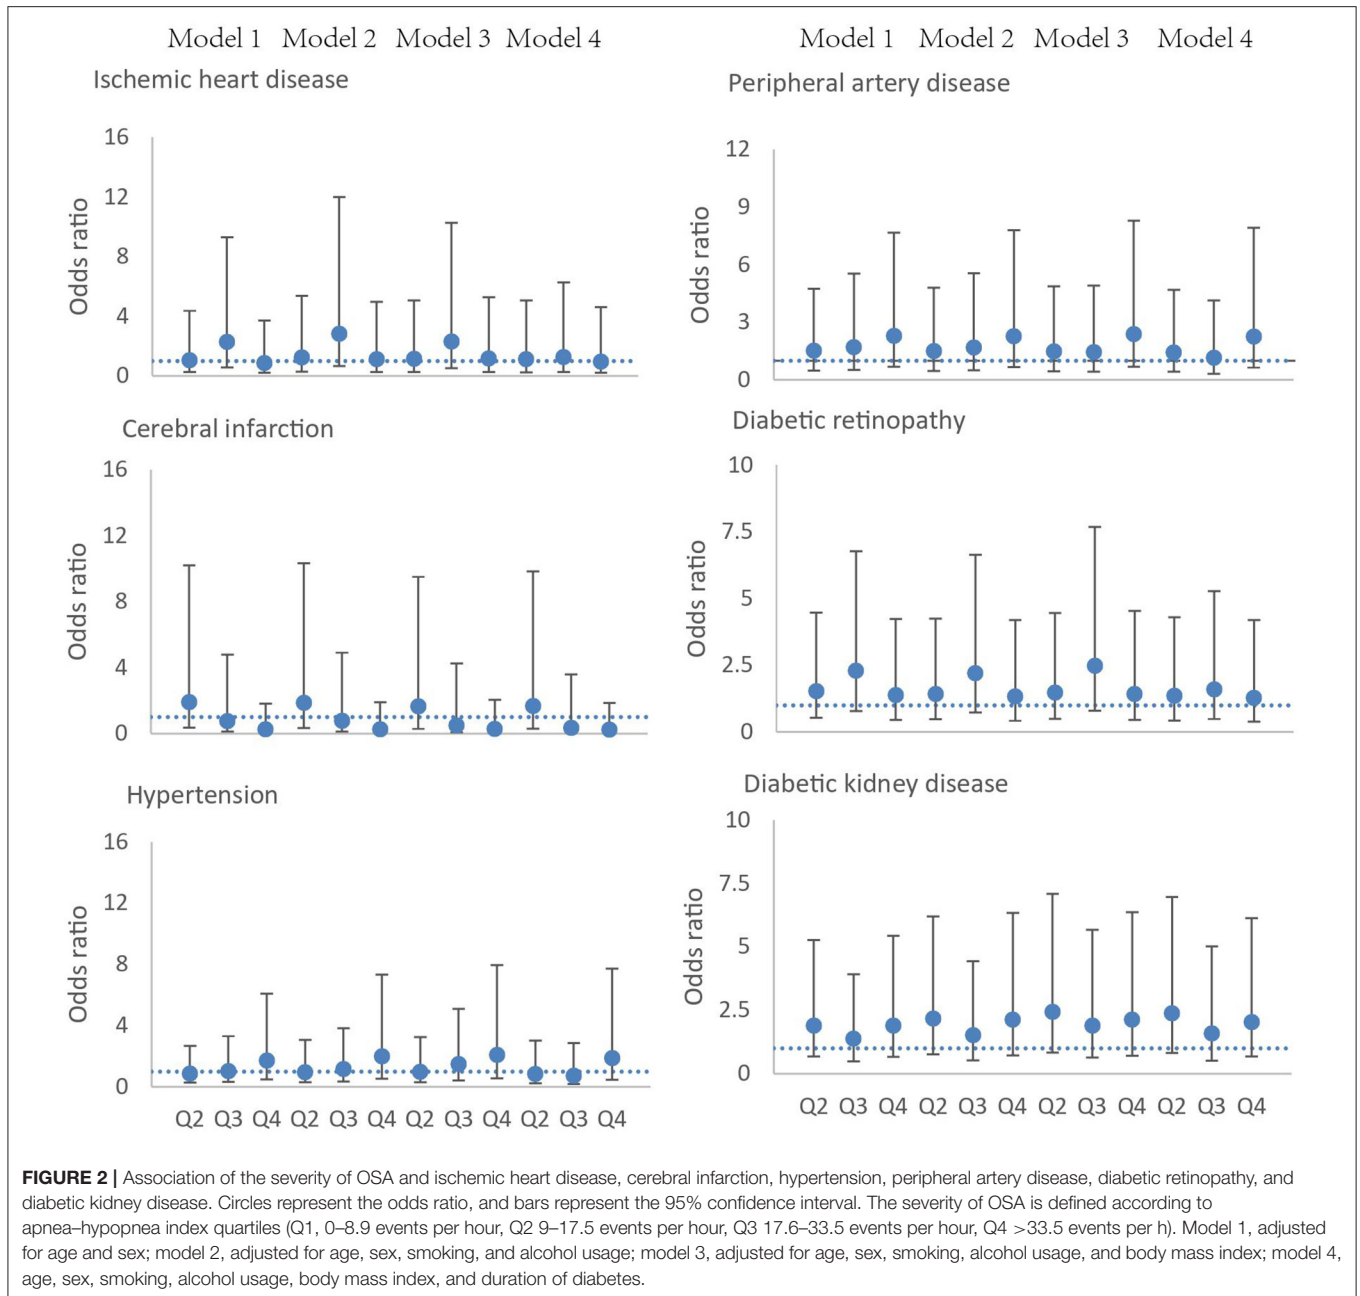 Model 1 Model 2 Model 3 Model 4
Ischemic heart disease
16
12
8
4
0
Odds ratio
Cerebral infarction
16
12
8
4
0
Odds ratio
Hypertension
16
12
8
4
0
Odds ratio
Q2 Q3 Q4 Q2 Q3 Q4 Q2 Q3 Q4 Q2 Q3 Q4
Model 1 Model 2 Model 3 Model 4
Peripheral artery disease
12
9
6
3
0
Odds ratio
Diabetic retinopathy
10
7.5
5
2.5
0
Odds ratio
Diabetic kidney disease
10
7.5
5
2.5
0
Odds ratio
Q2 Q3 Q4 Q2 Q3 Q4 Q2 Q3 Q4 Q2 Q3 Q4
FIGURE 2 | Association of the severity of OSA and ischemic heart disease, cerebral infarction, hypertension, peripheral artery disease, diabetic retinopathy, and
diabetic kidney disease. Circles represent the odds ratio, and bars represent the 95% confidence interval. The severity of OSA is defined according to
apnea–hypopnea index quartiles (Q1, 0–8.9 events per hour, Q2 9–17.5 events per hour, Q3 17.6–33.5 events per hour, Q4 >33.5 events per h). Model 1, adjusted
for age and sex; model 2, adjusted for age, sex, smoking, and alcohol usage; model 3, adjusted for age, sex, smoking, alcohol usage, and body mass index; model 4,
age, sex, smoking, alcohol usage, body mass index, and duration of diabetes.